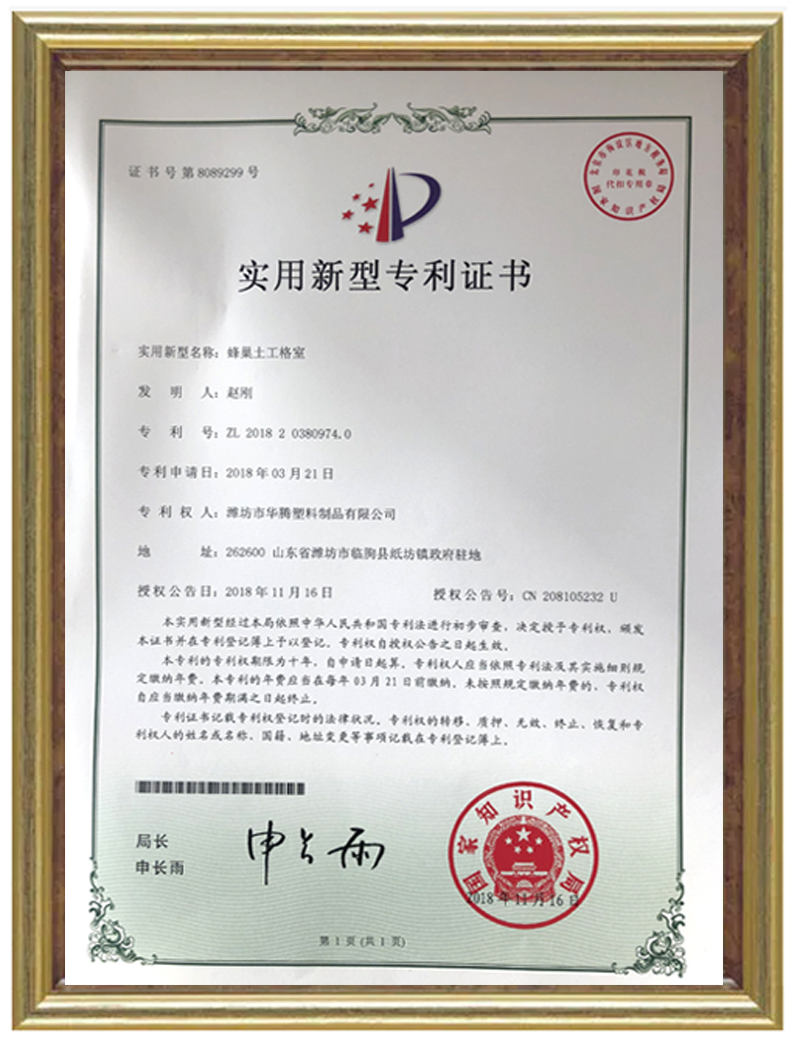 证书号第8089299号
印花税
代扣专用章
实用新型专利证书
实用新型名称：蜂巢土工格室
发明人：赵刚
专利号：ZL 2018 2 0380974.0
专利申请日：2018年03月21日
专利权人：潍坊市华腾塑料制品有限公司
地址：262600 山东省潍坊市临朐县纸坊镇政府驻地
授权公告日：2018年11月16日 授权公告号：CN 208105232 U
本实用新型经过本局依照中华人民共和国专利法进行初步审查，决定授予专利权，颁发
本证书并在专利登记簿上予以登记。专利权自授权公告之日起生效。
本专利的专利权期限为十年，自申请日起算。专利权人应当依照专利法及其实施细则规
定缴纳年费。本专利的年费应当在每年03月21日前缴纳。未按照规定缴纳年费的，专利权
自应当缴纳年费期满之日起终止。
专利证书记载专利权登记时的法律状况。专利权的转移、质押、无效、终止、恢复和专
利权人的姓名或名称、国籍、地址变更等事项记载在专利登记簿上。
局长
申长雨
申长雨
国家知识产权局
2018年11月16日
第1页(共1页)